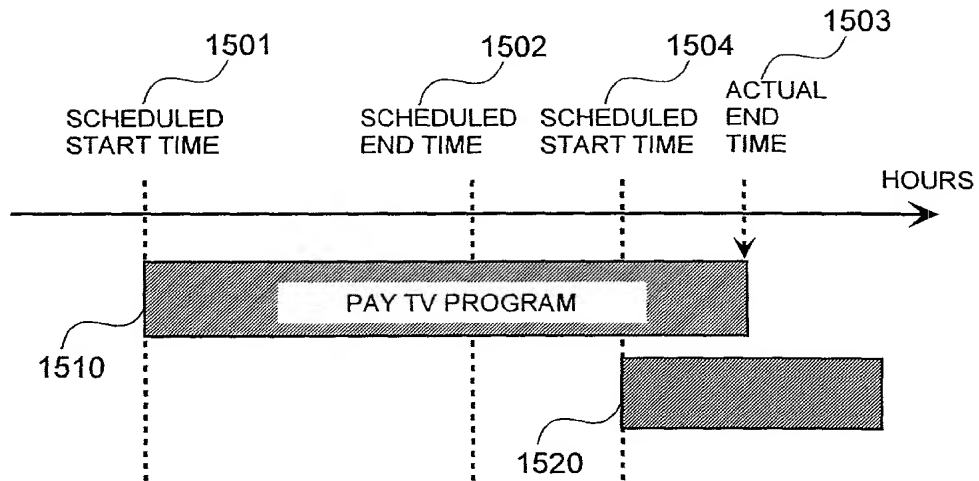 1501
SCHEDULED
START TIME
1502
SCHEDULED
END TIME
1504
SCHEDULED
START TIME
1503
ACTUAL
END
TIME
HOURS
PAY TV PROGRAM
1510
1520